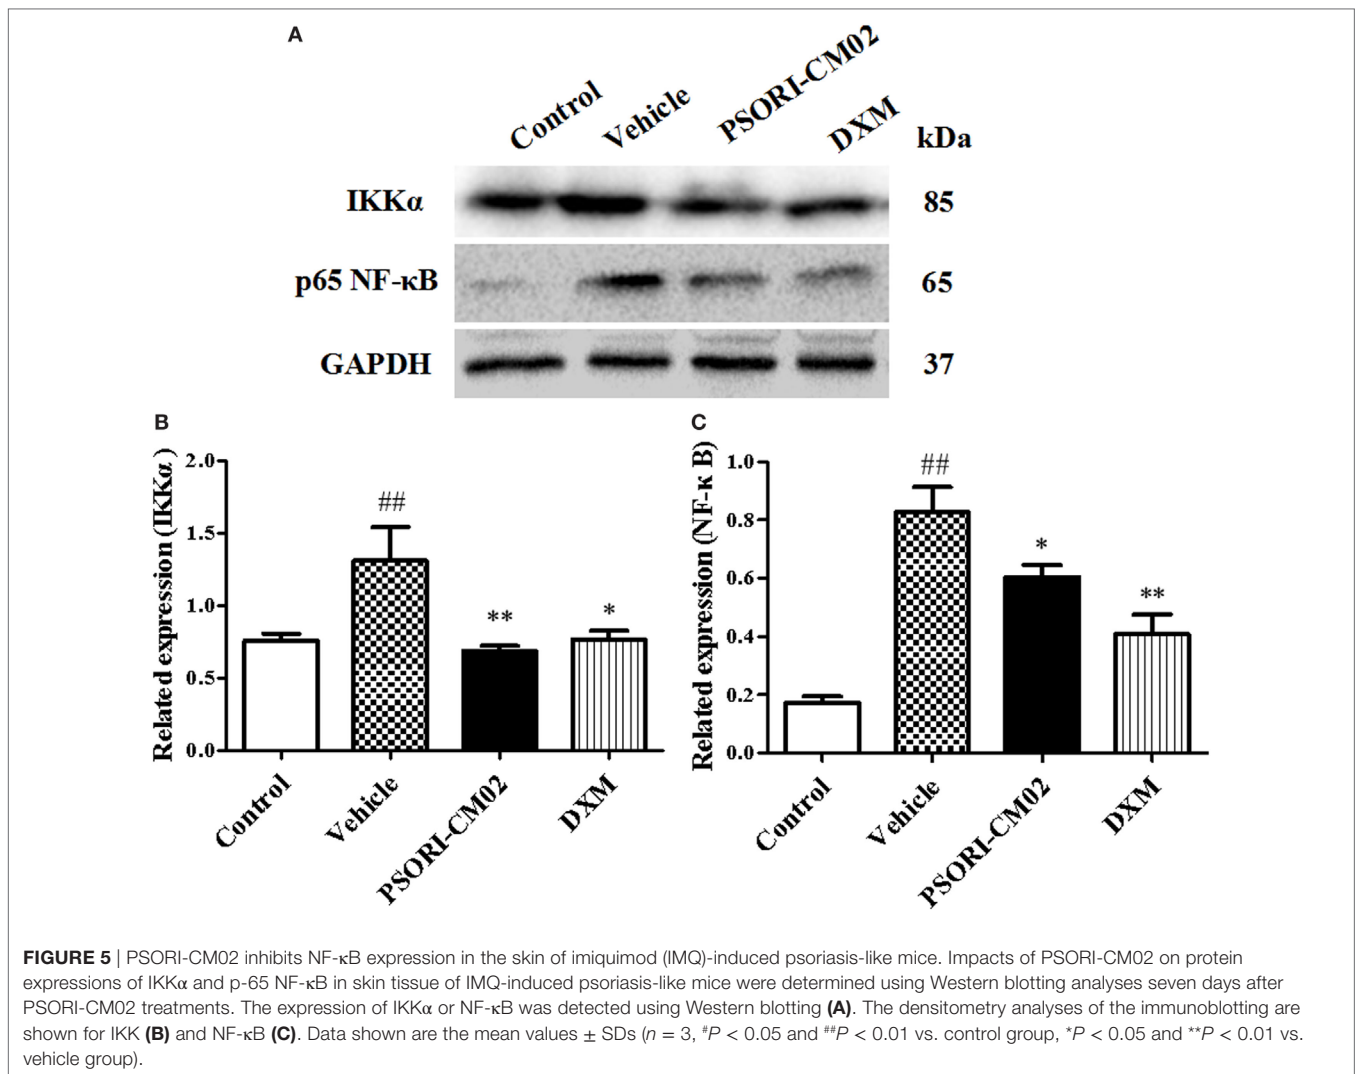 A
Control Vehicle PSORI-CM02 DXM kDa
IKKα 85
p65 NF-κB 65
GAPDH 37
B
Related expression (IKKα)
2.0
1.5
1.0
0.5
0.0
##
**
*
Control Vehicle PSORI-CM02 DXM
C
Related expression (NF-κ B)
1.0
0.8
0.6
0.4
0.2
0.0
##
*
**
Control Vehicle PSORI-CM02 DXM
FIGURE 5 | PSORI-CM02 inhibits NF-κB expression in the skin of imiquimod (IMQ)-induced psoriasis-like mice. Impacts of PSORI-CM02 on protein
expressions of IKKα and p-65 NF-κB in skin tissue of IMQ-induced psoriasis-like mice were determined using Western blotting analyses seven days after
PSORI-CM02 treatments. The expression of IKKα or NF-κB was detected using Western blotting (A). The densitometry analyses of the immunoblotting are
shown for IKK (B) and NF-κB (C). Data shown are the mean values ± SDs (n = 3, #P < 0.05 and ##P < 0.01 vs. control group, *P < 0.05 and **P < 0.01 vs.
vehicle group).